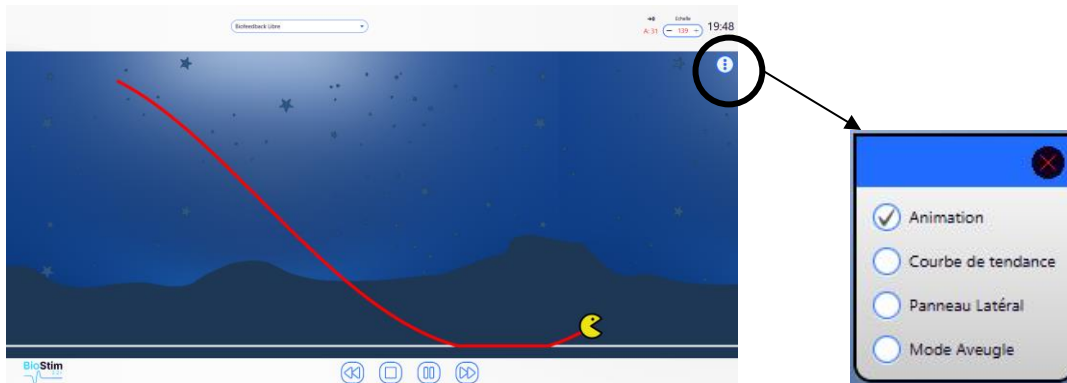 Biofeedback Libre
Echelle
A: 31 − 139 + 19:48
Animation
Courbe de tendance
Panneau Latéral
Mode Aveugle
BioStim